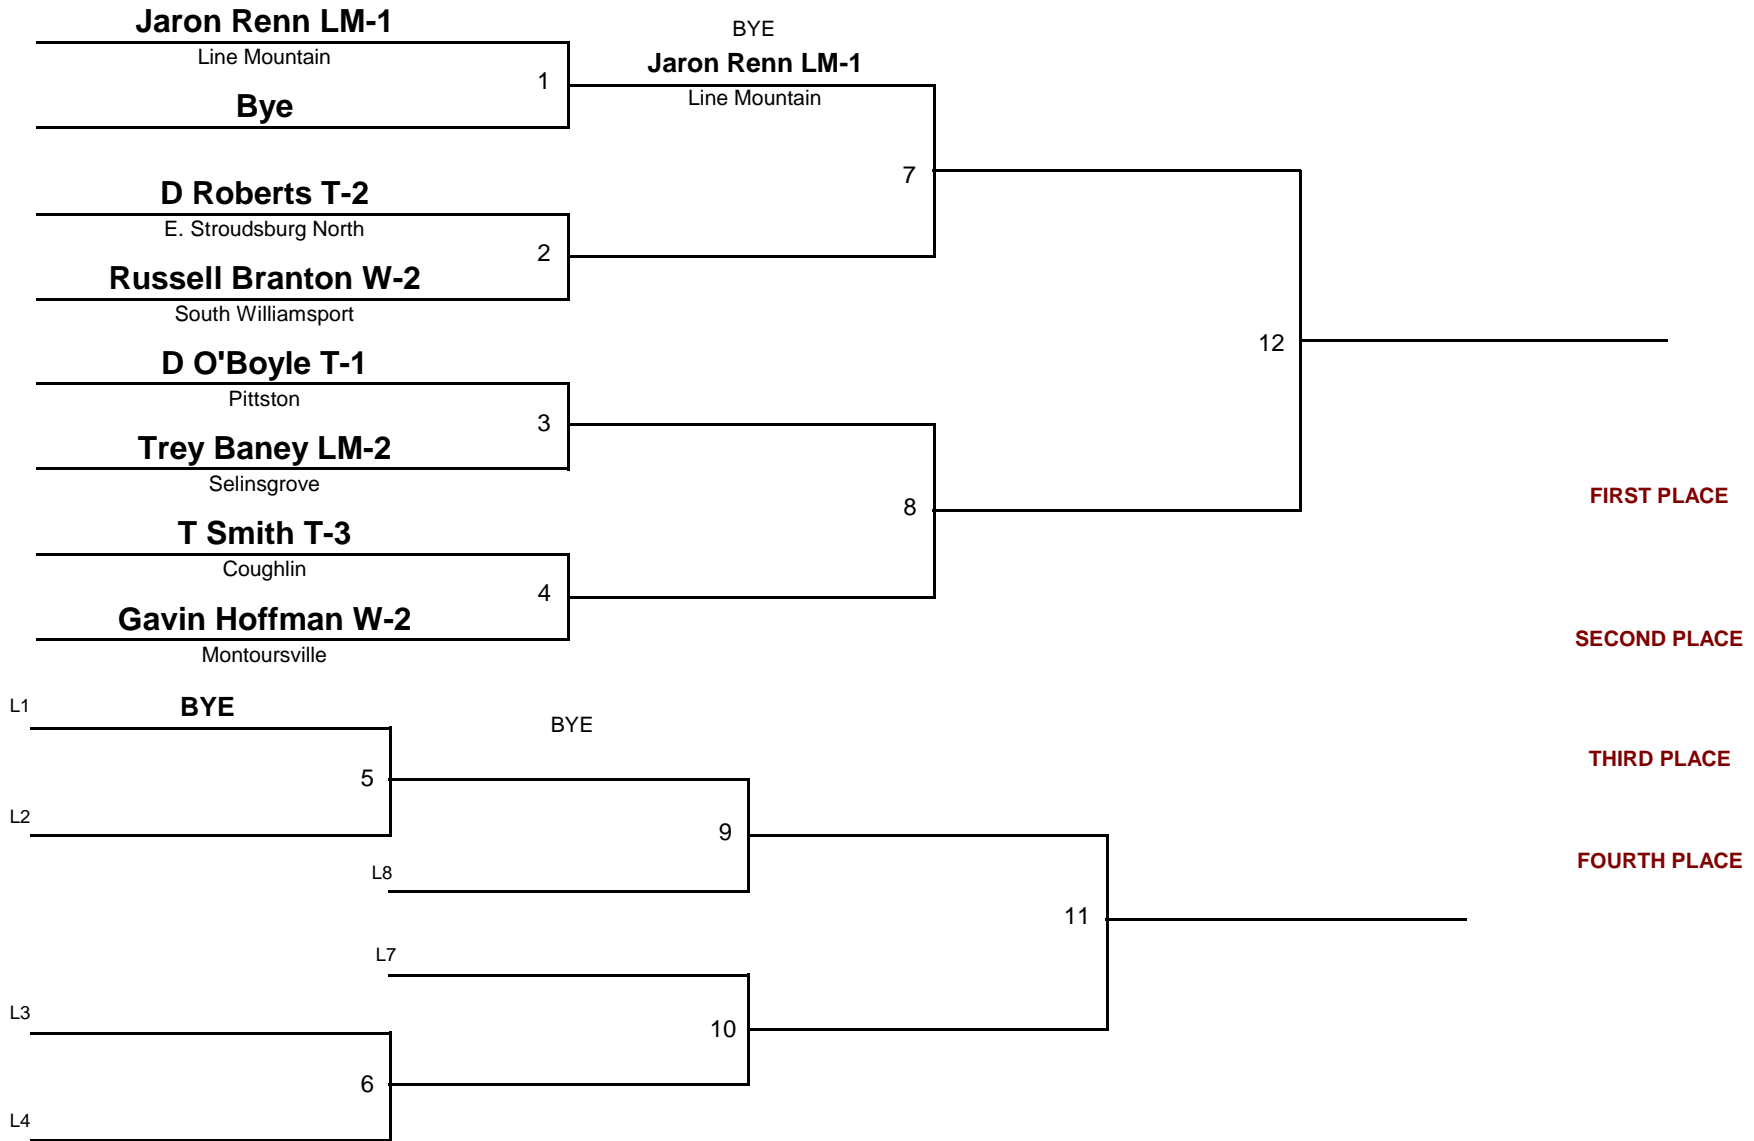 Jaron Renn LM-1
Line Mountain
1
Bye
BYE
Jaron Renn LM-1
Line Mountain
7
D Roberts T-2
E. Stroudsburg North
2
Russell Branton W-2
South Williamsport
12
D O'Boyle T-1
Pittston
3
Trey Baney LM-2
Selinsgrove
8
T Smith T-3
Coughlin
4
Gavin Hoffman W-2
Montoursville
FIRST PLACE
SECOND PLACE
THIRD PLACE
FOURTH PLACE
L1
BYE
BYE
5
L2
9
L8
11
L7
L3
10
6
L4